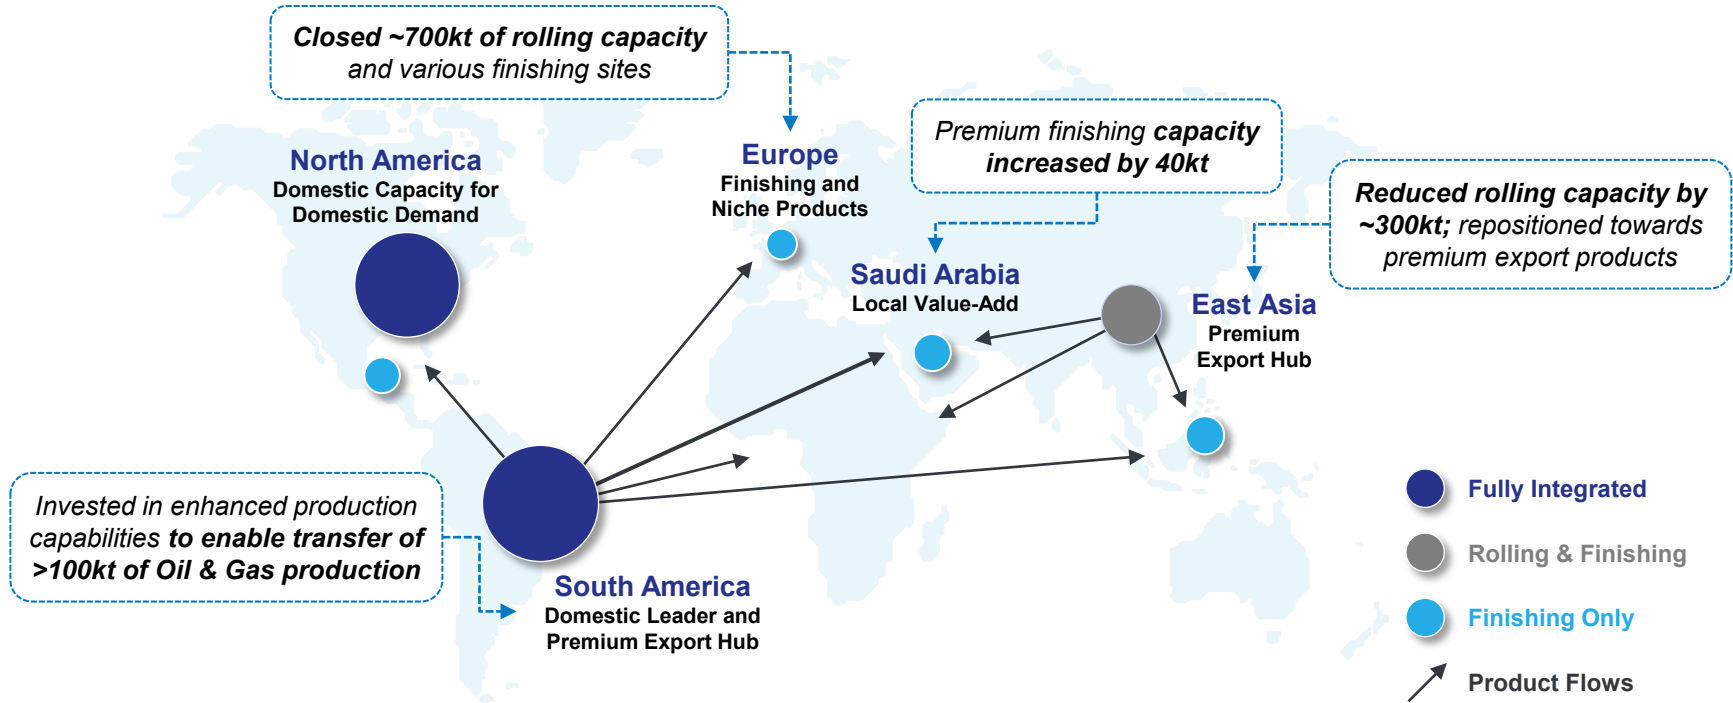 Closed ~700kt of rolling capacity
and various finishing sites
Premium finishing capacity
increased by 40kt
Reduced rolling capacity by
~300kt; repositioned towards
premium export products
North America
Domestic Capacity for
Domestic Demand
Europe
Finishing and
Niche Products
Saudi Arabia
Local Value-Add
East Asia
Premium
Export Hub
Invested in enhanced production
capabilities to enable transfer of
>100kt of Oil & Gas production
South America
Domestic Leader and
Premium Export Hub
Fully Integrated
Rolling & Finishing
Finishing Only
Product Flows